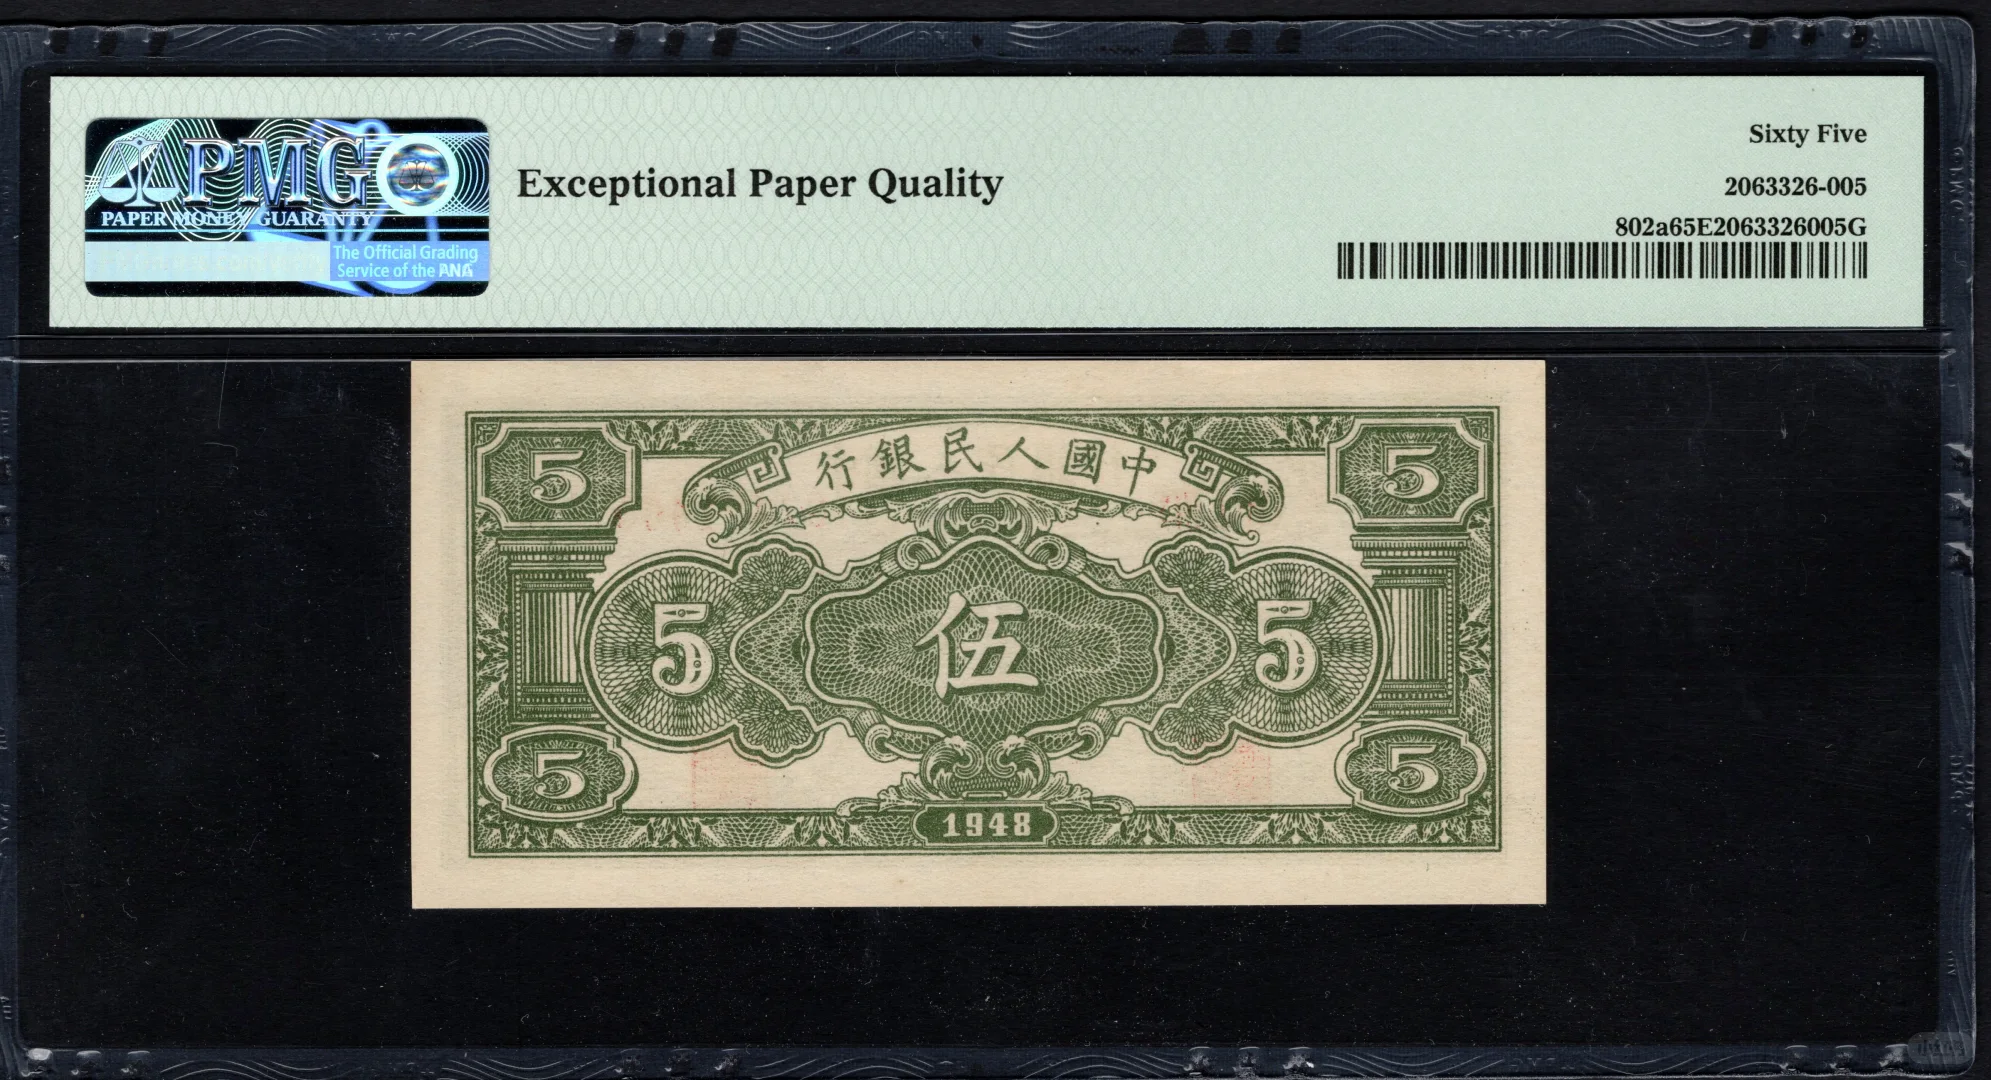 PMG
PAPER MONEY GUARANTY
The Official Grading
Service of the ANA
Exceptional Paper Quality
Sixty Five
2063326-005
802a65E2063326005G
行銀民人國中
5 5
5 伍 5
5 5
1948